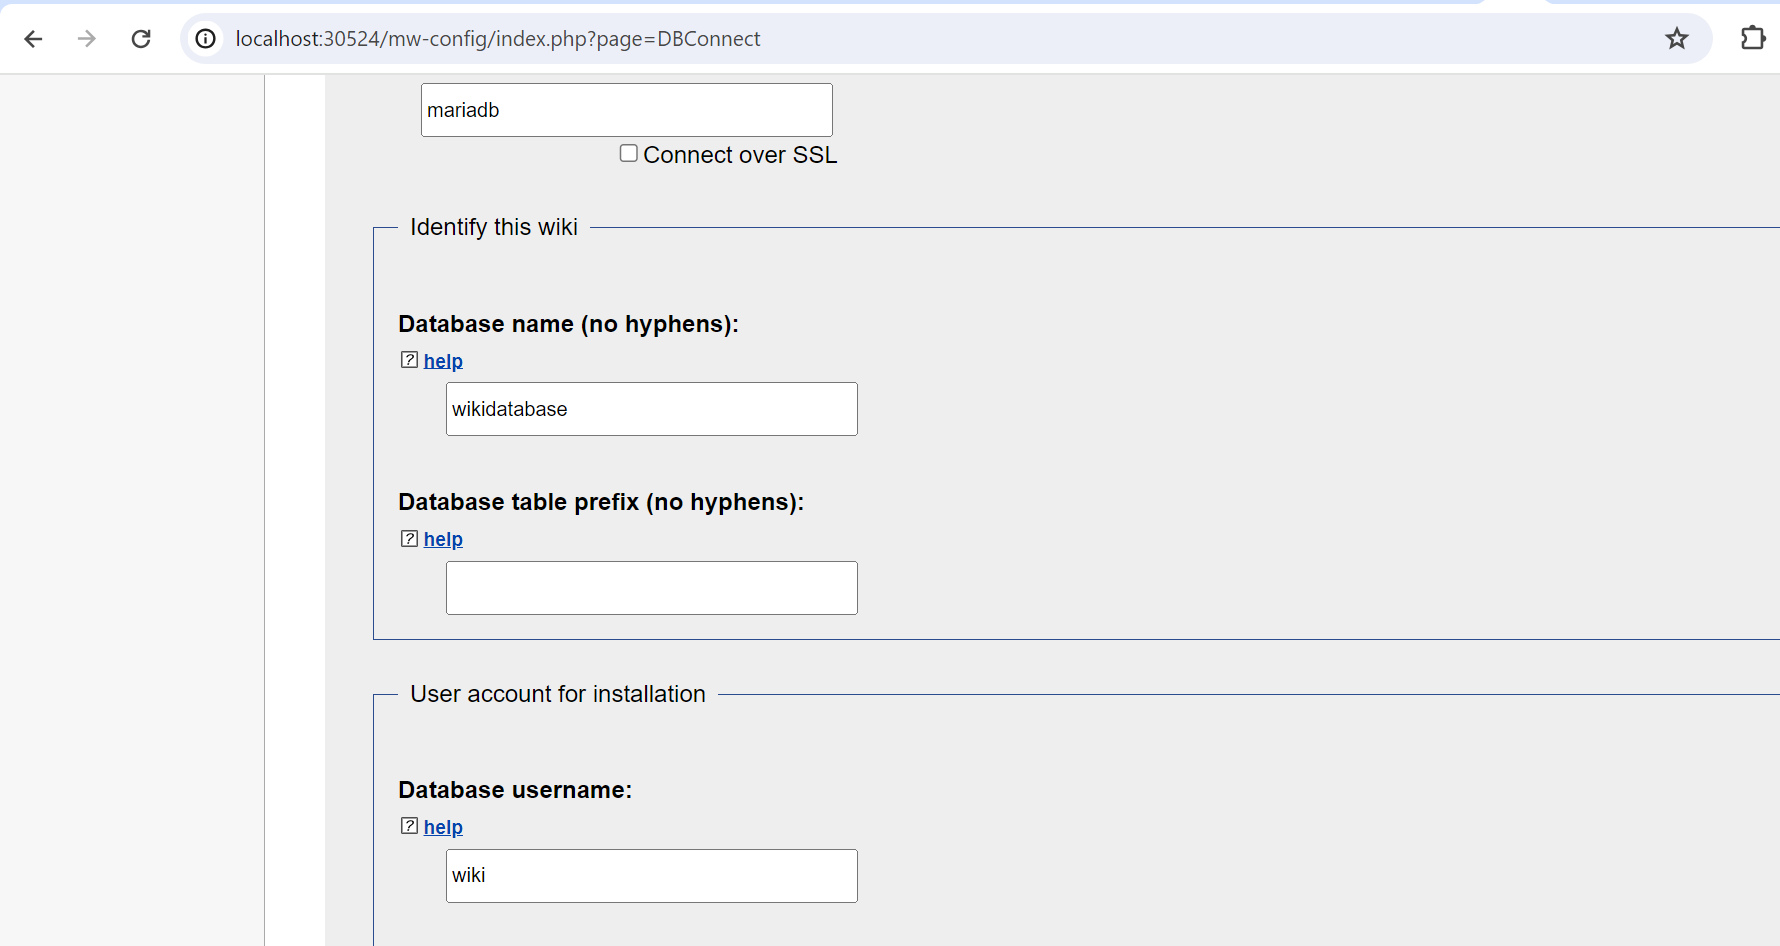 localhost:30524/mw-config/index.php?page=DBConnect
mariadb
Connect over SSL
Identify this wiki
Database name (no hyphens):
? help
wikidatabase
Database table prefix (no hyphens):
? help
User account for installation
Database username:
? help
wiki